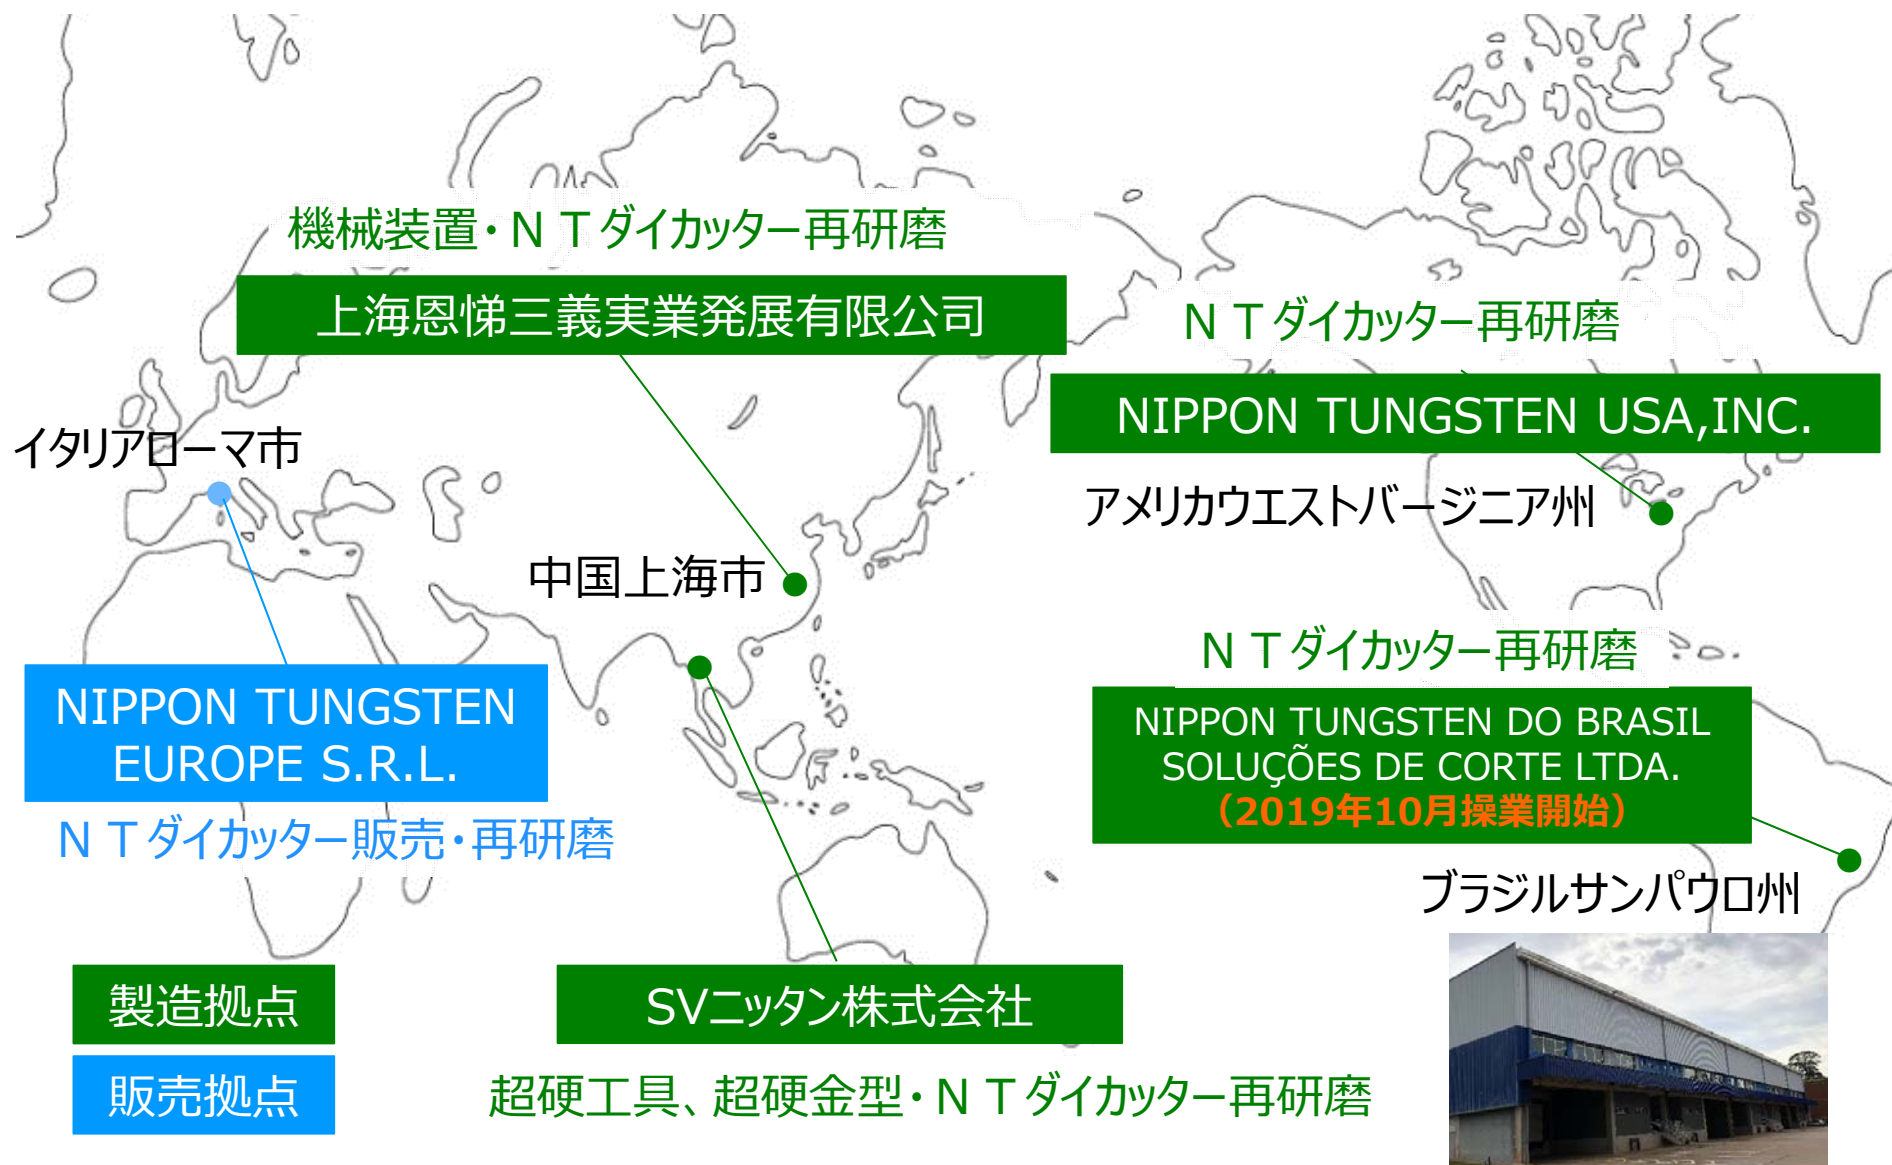 機械装置・ＮＴダイカッター再研磨
上海恩悌三義実業発展有限公司
ＮＴダイカッター再研磨
NIPPON TUNGSTEN USA,INC.
イタリアローマ市
アメリカウエストバージニア州
中国上海市
ＮＴダイカッター再研磨
NIPPON TUNGSTEN
EUROPE S.R.L.
NIPPON TUNGSTEN DO BRASIL
SOLUÇÕES DE CORTE LTDA.
（2019年10月操業開始）
ＮＴダイカッター販売・再研磨
ブラジルサンパウロ州
製造拠点
SVニッタン株式会社
販売拠点
超硬工具、超硬金型・ＮＴダイカッター再研磨